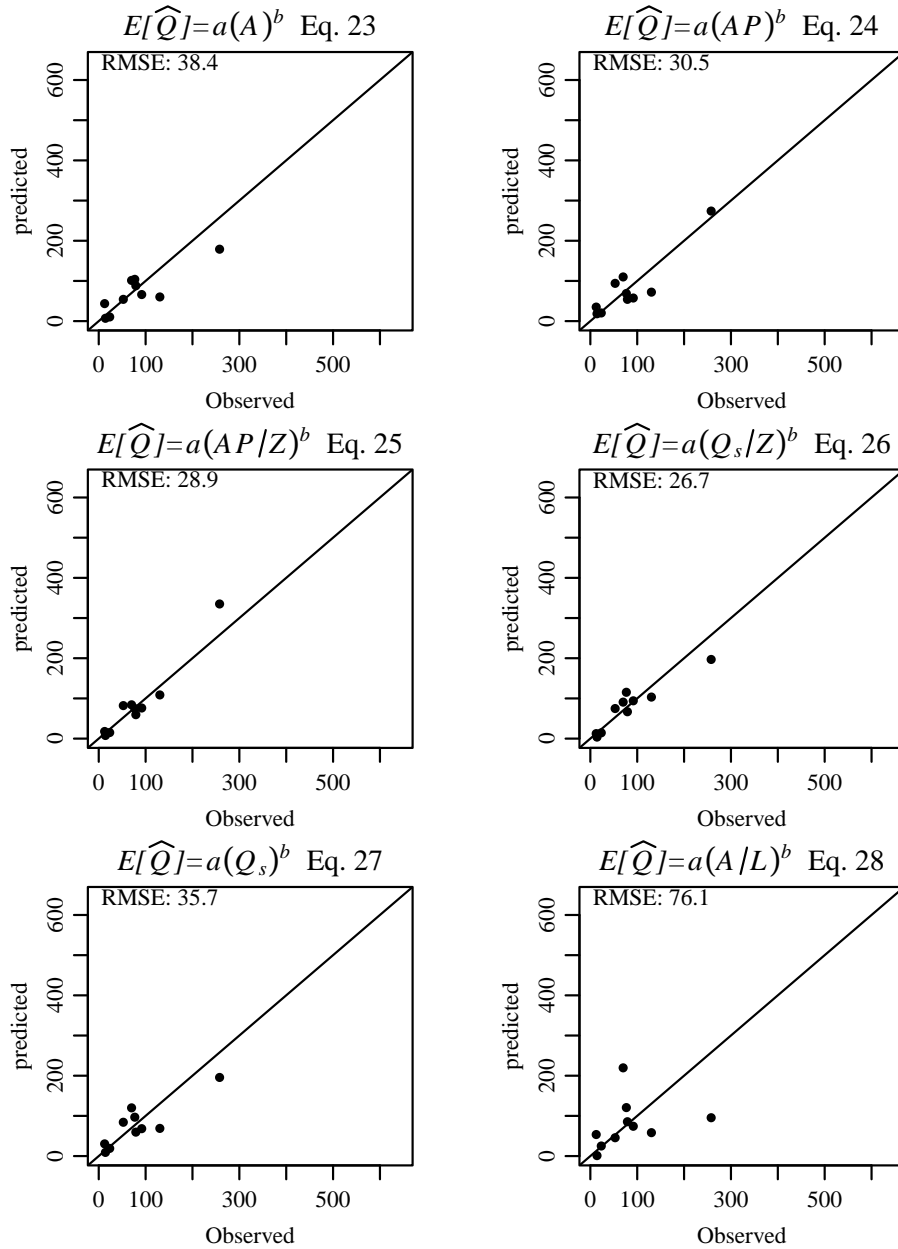 E[Q̂]=a(A)^b Eq. 23
RMSE: 38.4
predicted
0 200 400 600
0 100 300 500
Observed
E[Q̂]=a(AP)^b Eq. 24
RMSE: 30.5
predicted
0 200 400 600
0 100 300 500
Observed
E[Q̂]=a(AP/Z)^b Eq. 25
RMSE: 28.9
predicted
0 200 400 600
0 100 300 500
Observed
E[Q̂]=a(Q_s/Z)^b Eq. 26
RMSE: 26.7
predicted
0 200 400 600
0 100 300 500
Observed
E[Q̂]=a(Q_s)^b Eq. 27
RMSE: 35.7
predicted
0 200 400 600
0 100 300 500
Observed
E[Q̂]=a(A/L)^b Eq. 28
RMSE: 76.1
predicted
0 200 400 600
0 100 300 500
Observed